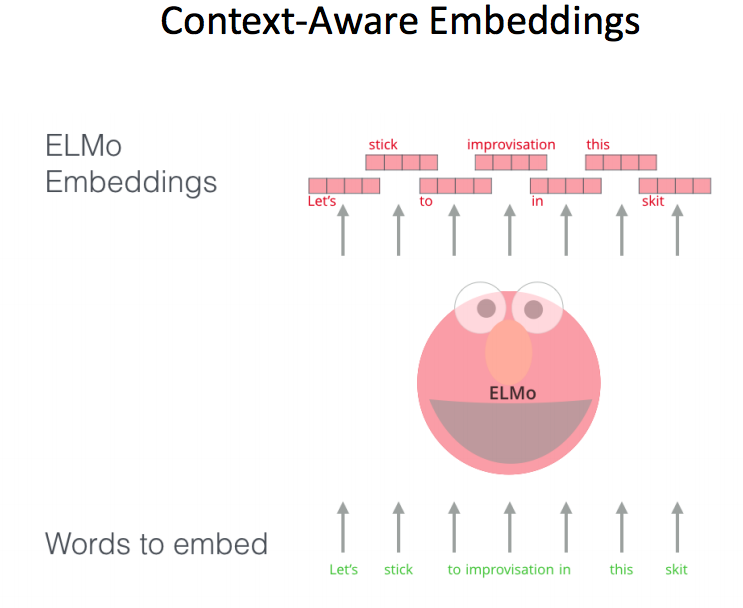 Context-Aware Embeddings
ELMo
Embeddings
stick improvisation this
Let's to in skit
ELMo
Words to embed
Let's stick to improvisation in this skit